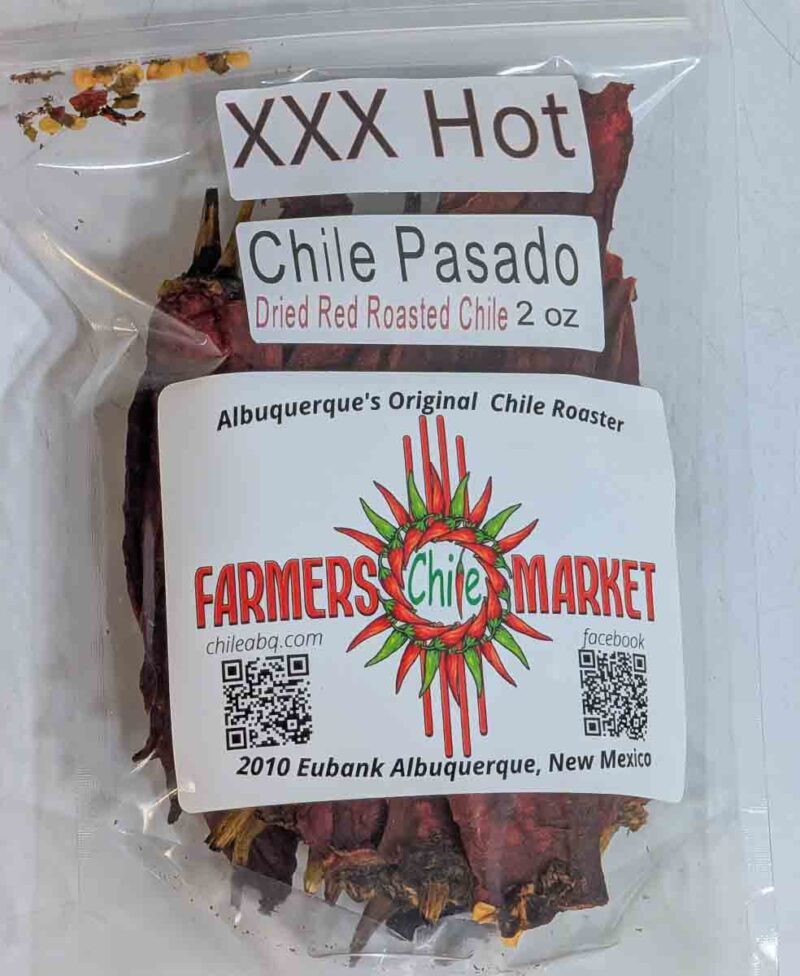 XXX Hot
Chile Pasado
Dried Red Roasted Chile 2 oz
Albuquerque's Original Chile Roaster
FARMERS Chile MARKET
chileabq.com
facebook
2010 Eubank Albuquerque, New Mexico